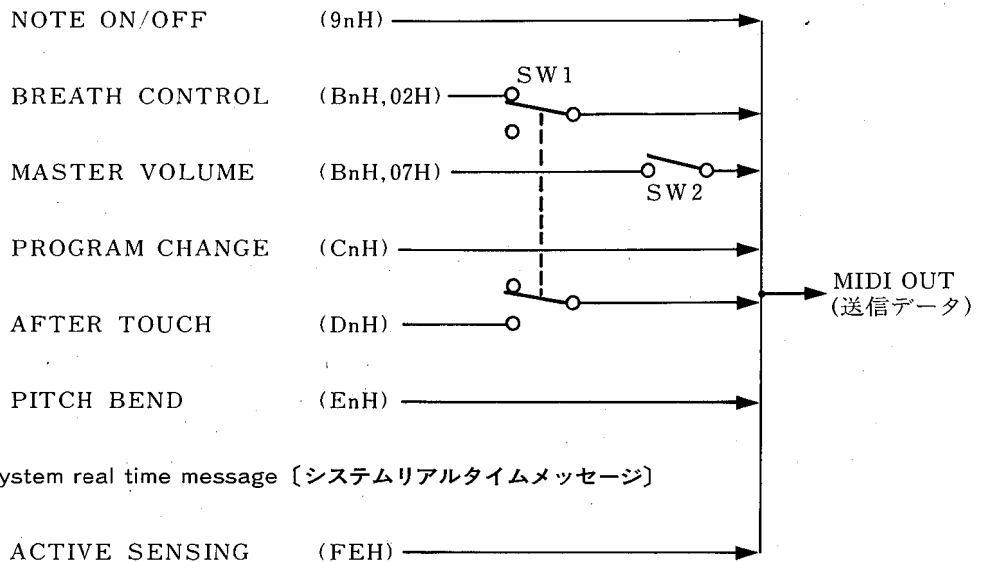 NOTE ON/OFF (9nH)
SW1
BREATH CONTROL (BnH,02H)
MASTER VOLUME (BnH,07H)
SW2
PROGRAM CHANGE (CnH)
MIDI OUT
(送信データ)
AFTER TOUCH (DnH)
PITCH BEND (EnH)
ystem real time message〔システムリアルタイムメッセージ〕
ACTIVE SENSING (FEH)